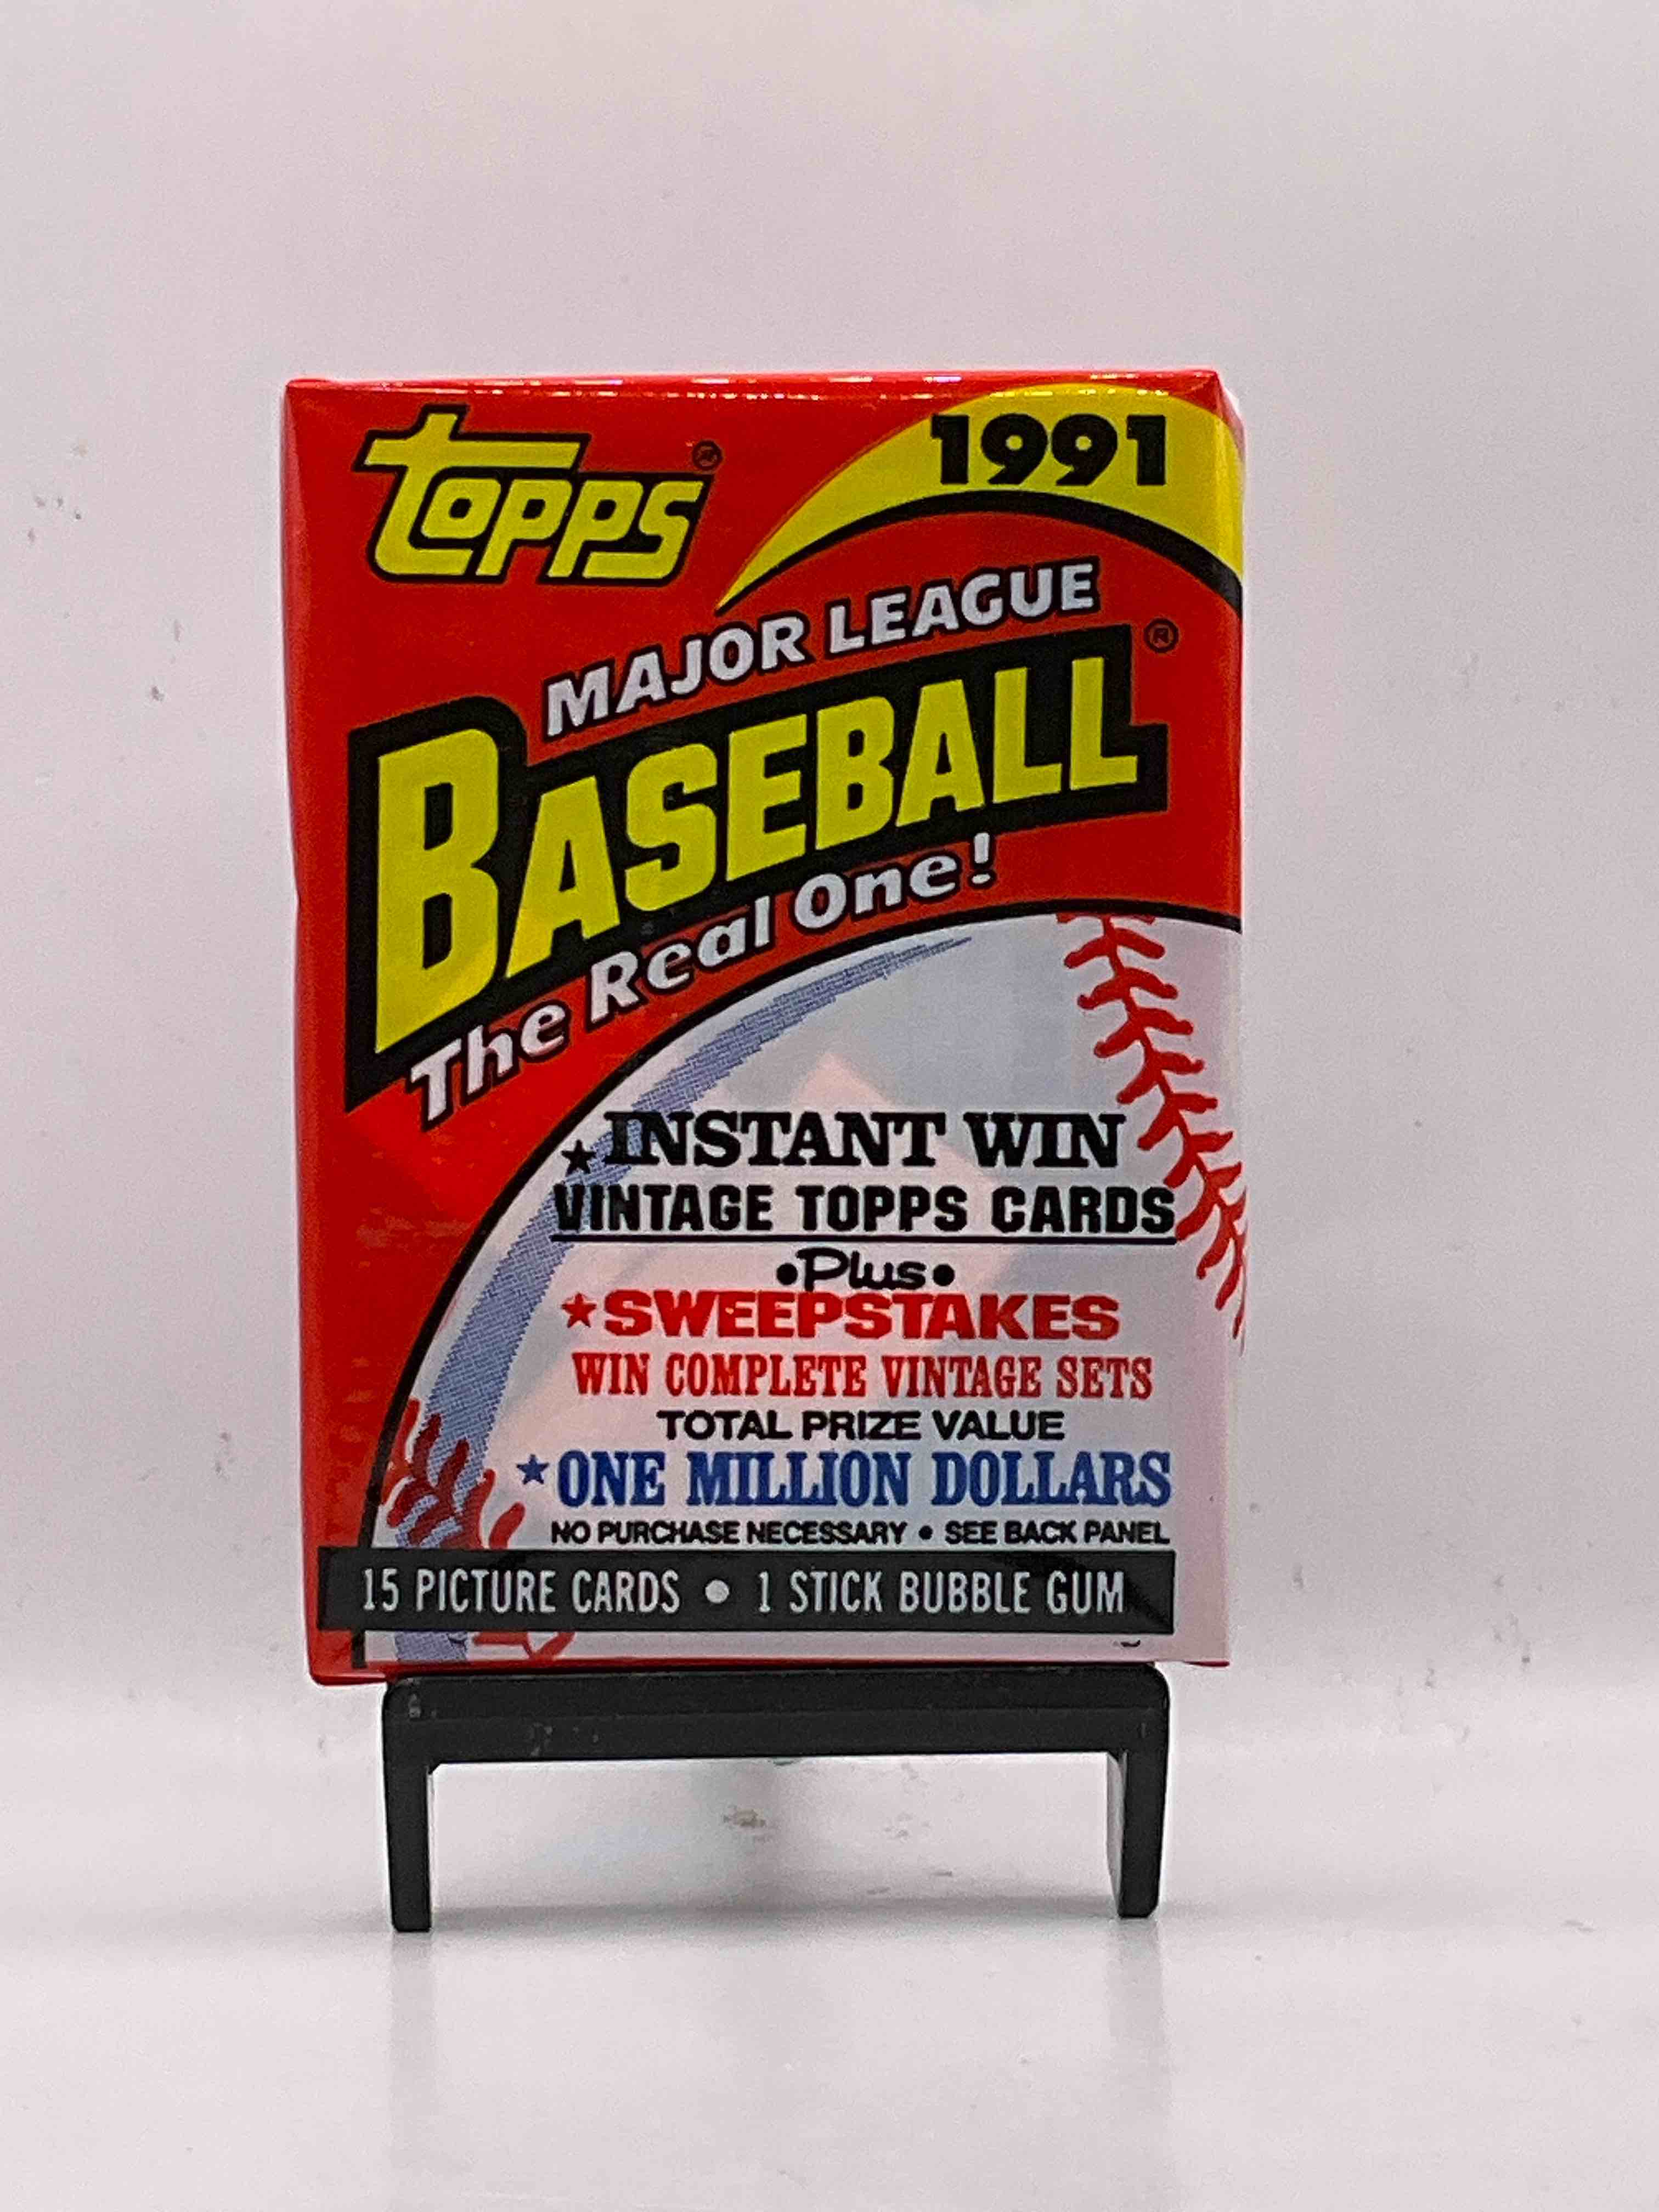 Topps®
1991
MAJOR LEAGUE
BASEBALL®
The Real One!
★INSTANT WIN
VINTAGE TOPPS CARDS
•Plus•
★SWEEPSTAKES
WIN COMPLETE VINTAGE SETS
TOTAL PRIZE VALUE
★ONE MILLION DOLLARS
NO PURCHASE NECESSARY • SEE BACK PANEL
15 PICTURE CARDS • 1 STICK BUBBLE GUM